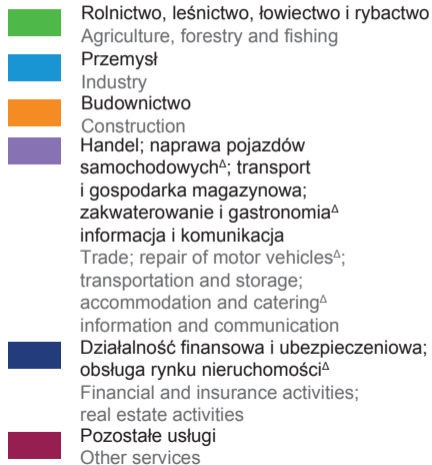 Rolnictwo, leśnictwo, łowiectwo i rybactwo
Agriculture, forestry and fishing
Przemysł
Industry
Budownictwo
Construction
Handel; naprawa pojazdów
samochodowych∆; transport
i gospodarka magazynowa;
zakwaterowanie i gastronomia∆
informacja i komunikacja
Trade; repair of motor vehicles∆;
transportation and storage;
accommodation and catering∆
information and communication
Działalność finansowa i ubezpieczeniowa;
obsługa rynku nieruchomości∆
Financial and insurance activities;
real estate activities
Pozostałe usługi
Other services